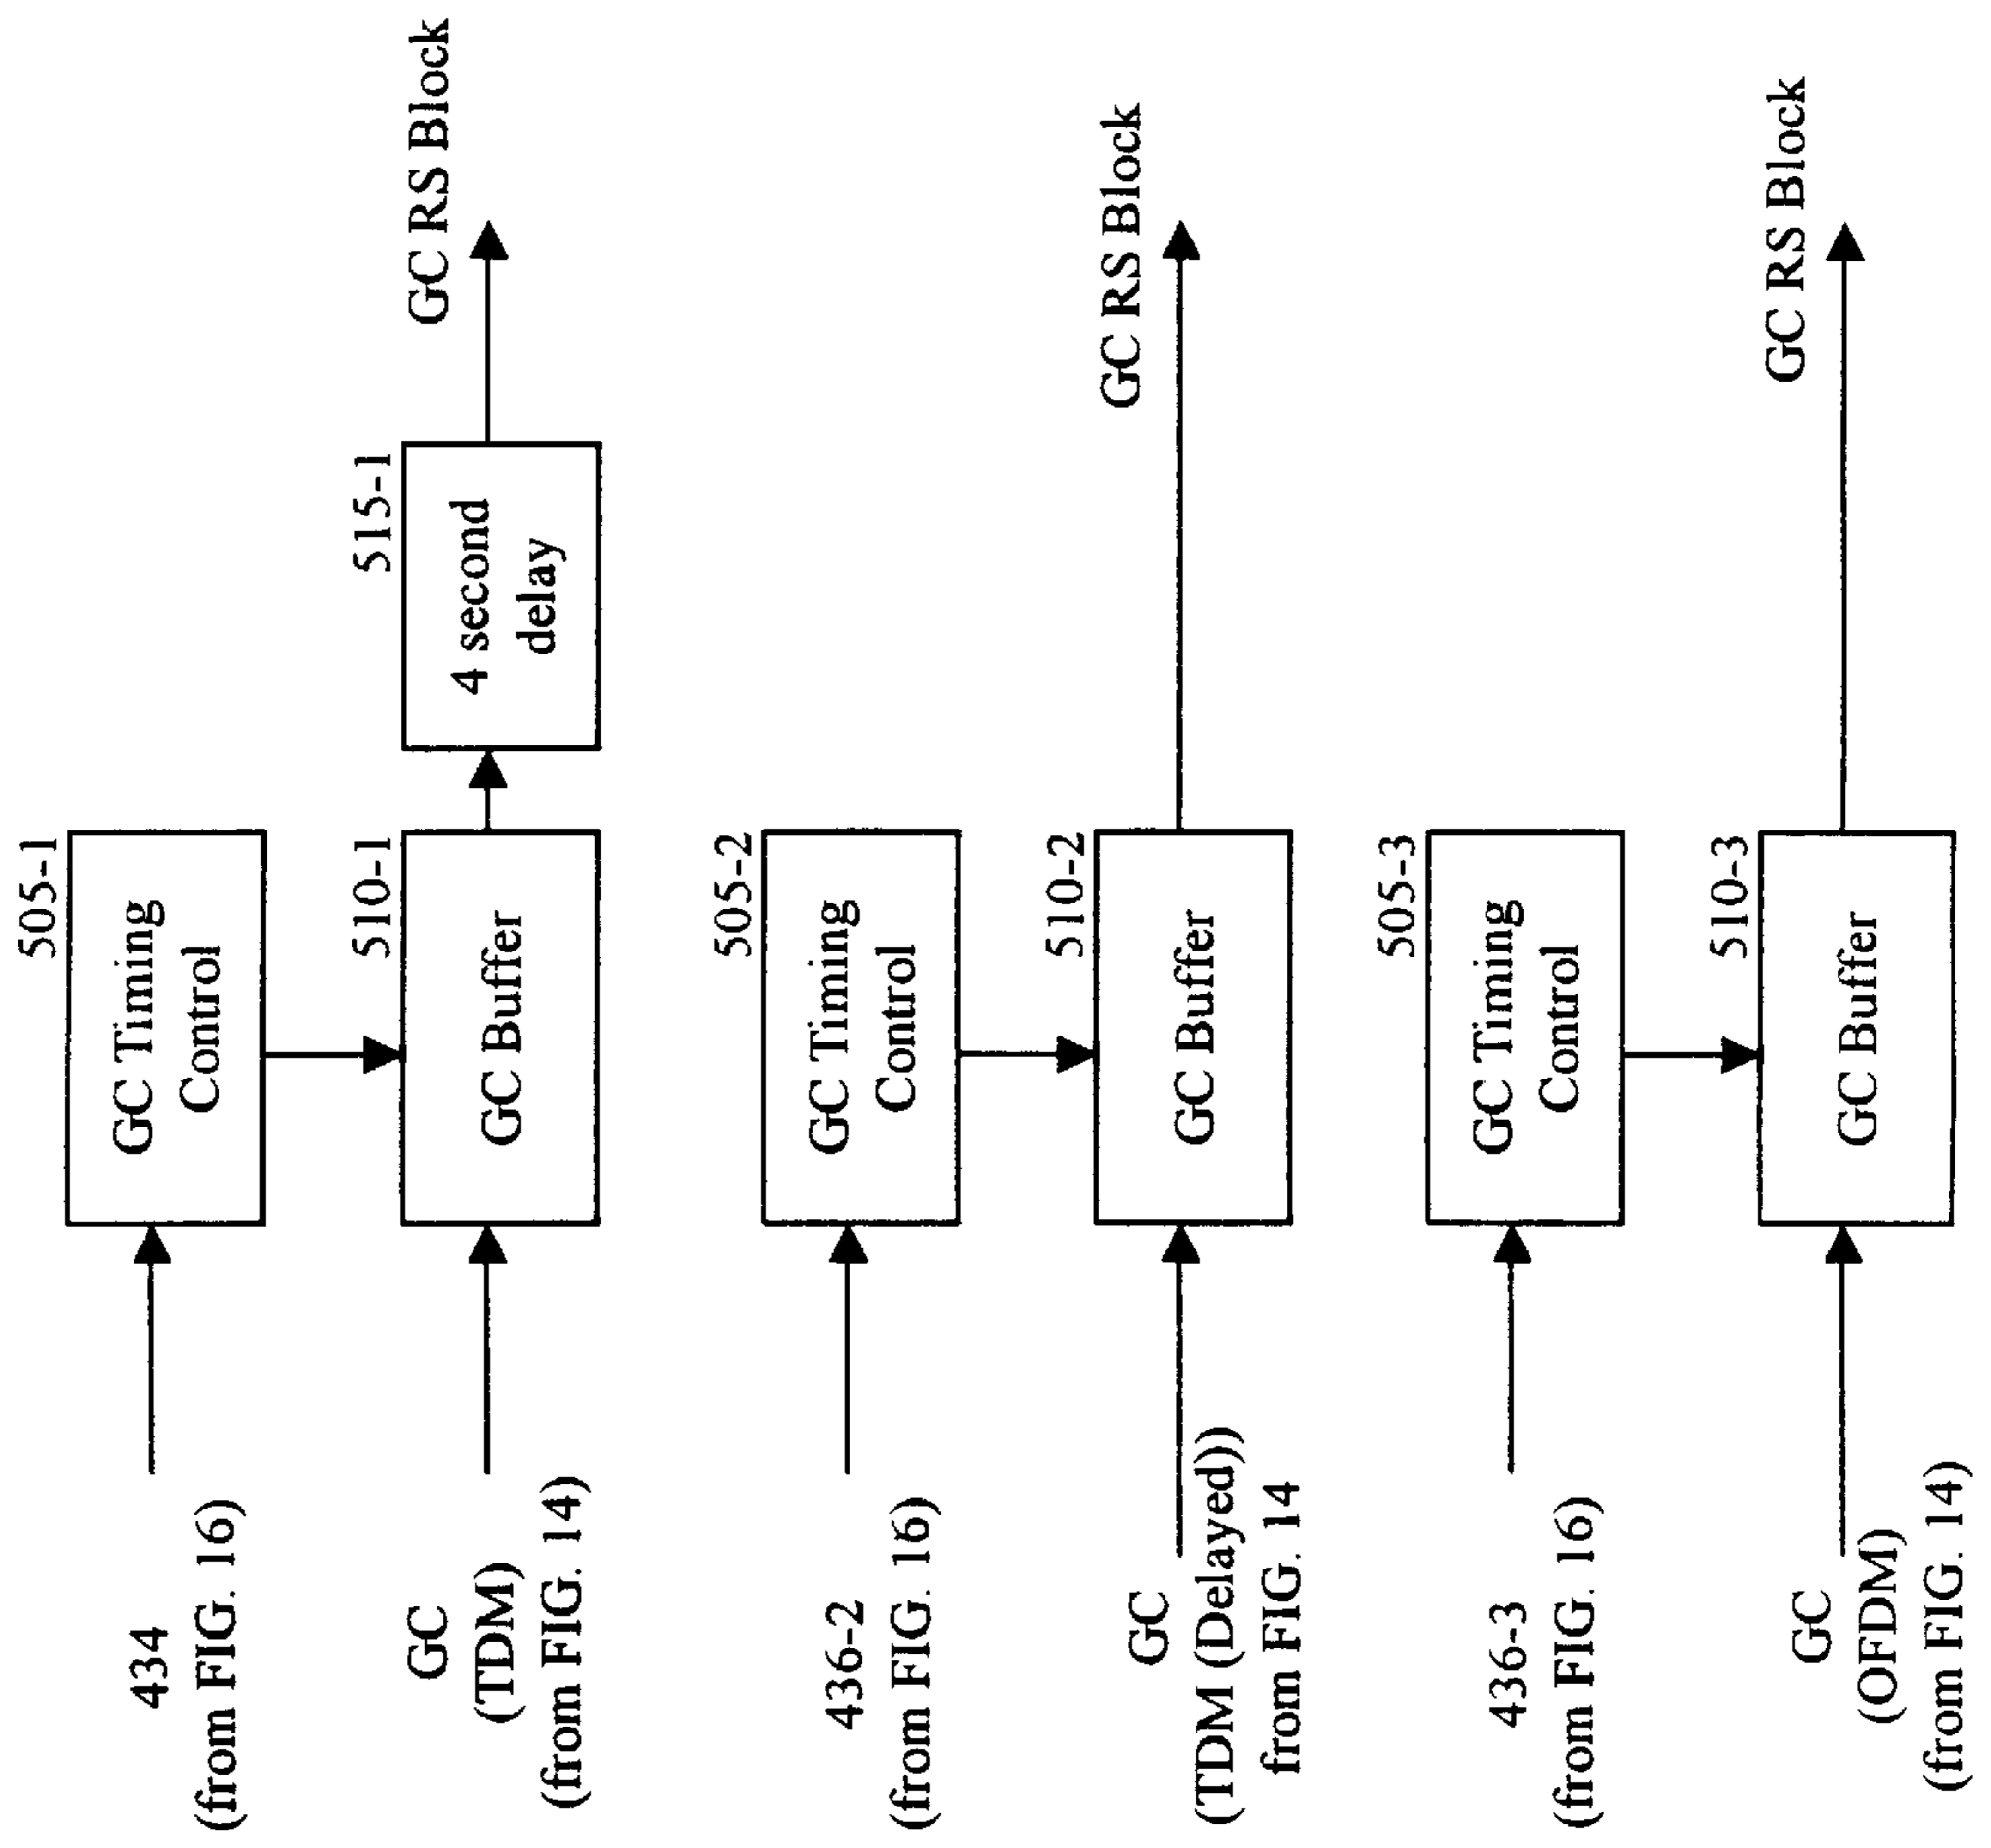 505-1
434
(from FIG. 16)
GC Timing
Control
510-1
515-1
GC
(TDM)
(from FIG. 14)
GC Buffer
4 second
delay
GC RS Block
505-2
436-2
(from FIG. 16)
GC Timing
Control
510-2
GC
(TDM (Delayed))
from FIG. 14
GC Buffer
GC RS Block
505-3
436-3
(from FIG. 16)
GC Timing
Control
510-3
GC
(OFDM)
(from FIG. 14)
GC Buffer
GC RS Block